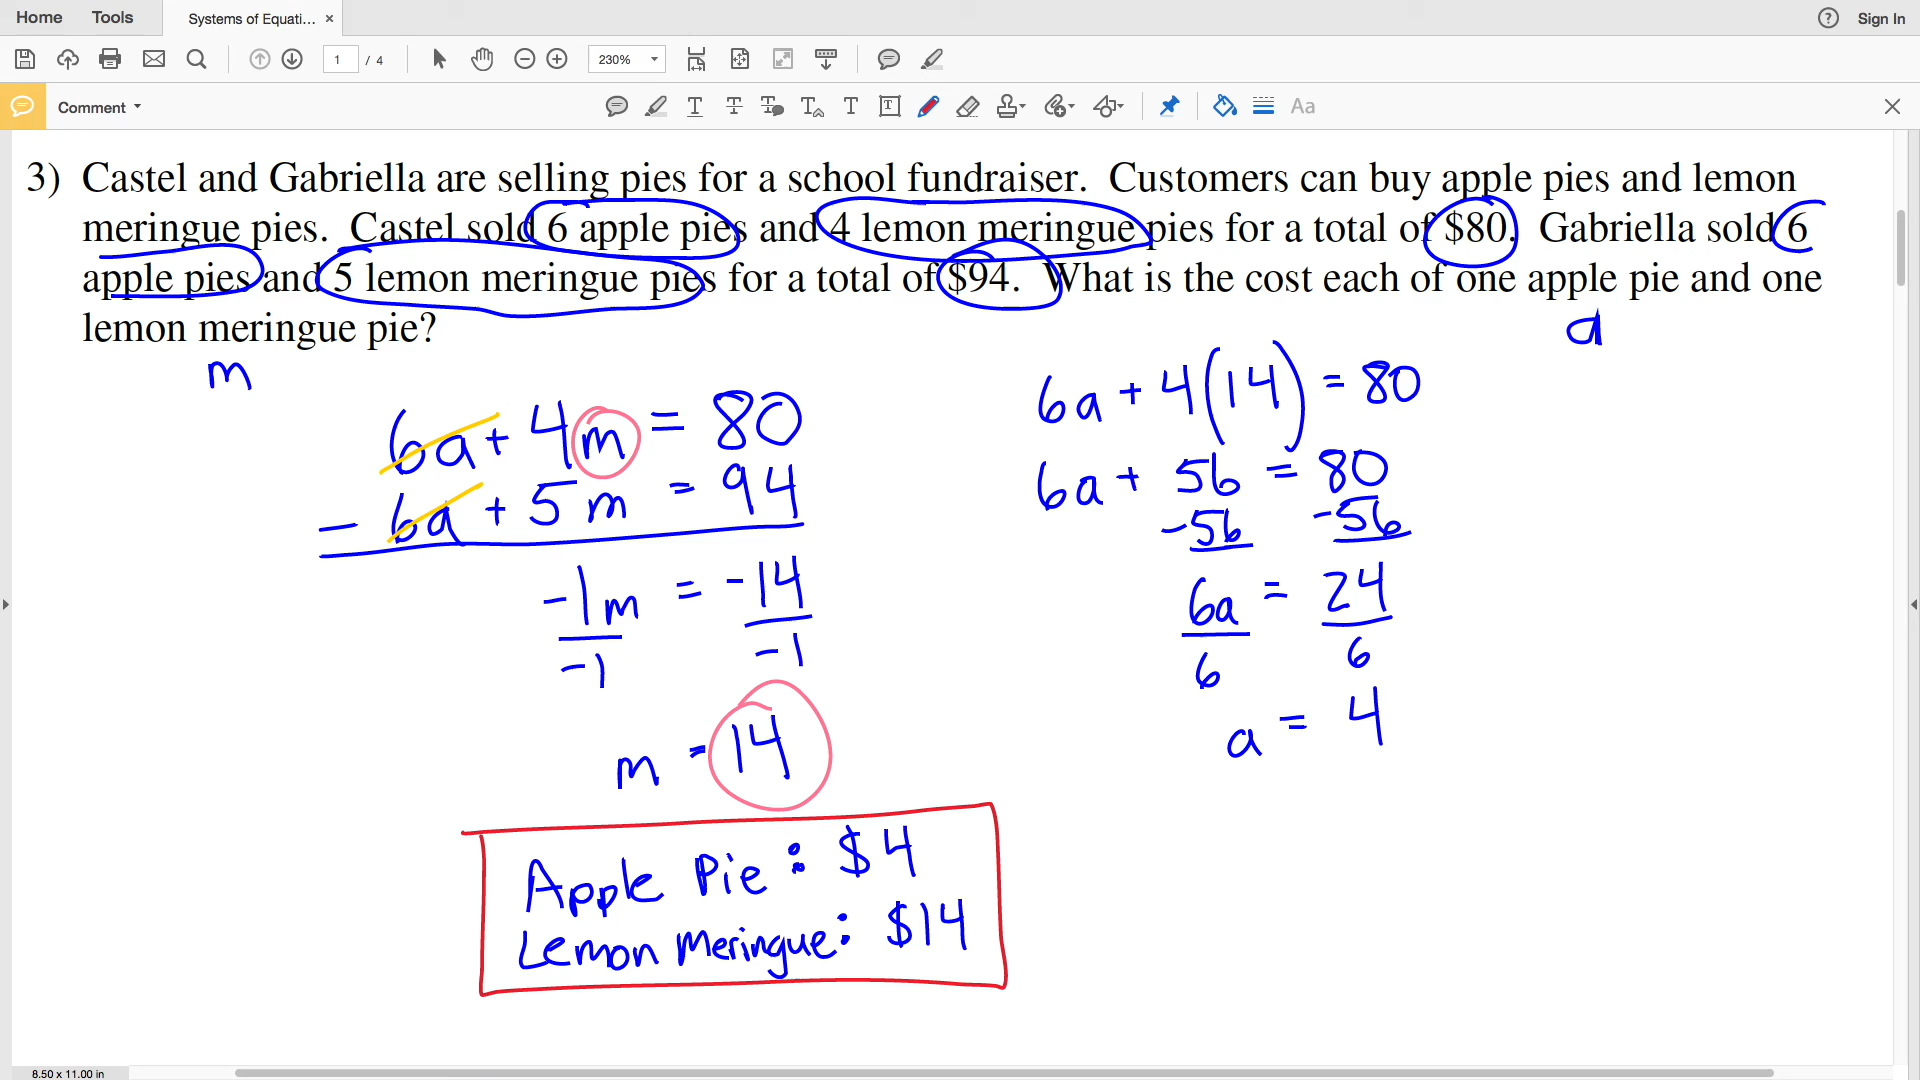 Home Tools Systems of Equati... × Sign In
1 / 4 230%
Comment Aa
3) Castel and Gabriella are selling pies for a school fundraiser. Customers can buy apple pies and lemon
meringue pies. Castel sold 6 apple pies and 4 lemon meringue pies for a total of $80. Gabriella sold 6
apple pies and 5 lemon meringue pies for a total of $94. What is the cost each of one apple pie and one
lemon meringue pie?
a
m
6a + 4m = 80
- 6a + 5m = 94
-1m = -14
-1 -1
m = 14
6a + 4(14) = 80
6a + 56 = 80
-56 -56
6a = 24
6 6
a = 4
Apple Pie: $4
Lemon Meringue: $14
8.50 x 11.00 in